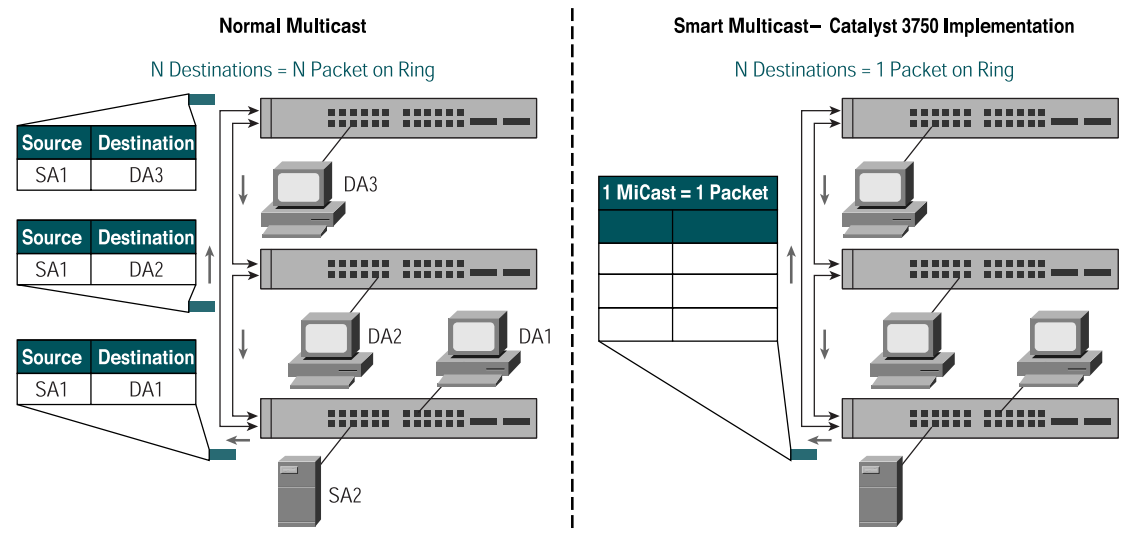 Normal Multicast
N Destinations = N Packet on Ring
Source Destination
SA1 DA3
DA3
Source Destination
SA1 DA2
DA2
DA1
Source Destination
SA1 DA1
SA2
Smart Multicast– Catalyst 3750 Implementation
N Destinations = 1 Packet on Ring
1 MiCast = 1 Packet